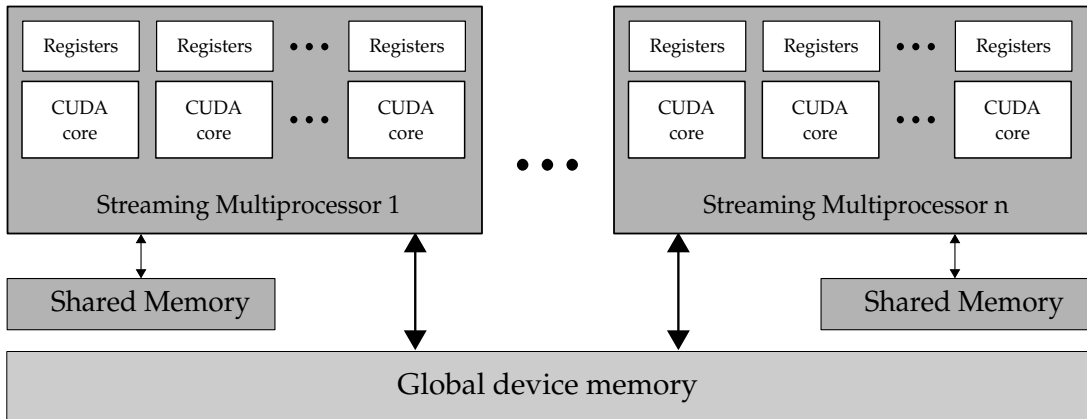 Registers Registers Registers
CUDA CUDA CUDA
core core core
Streaming Multiprocessor 1
Registers Registers Registers
CUDA CUDA CUDA
core core core
Streaming Multiprocessor n
Shared Memory
Shared Memory
Global device memory